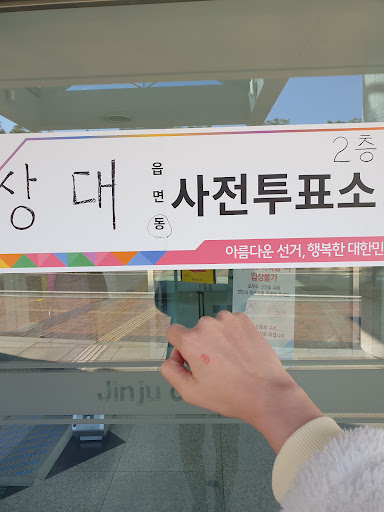 2층
상 대
읍
면
동
사전투표소
아름다운 선거, 행복한 대한민
Jinju